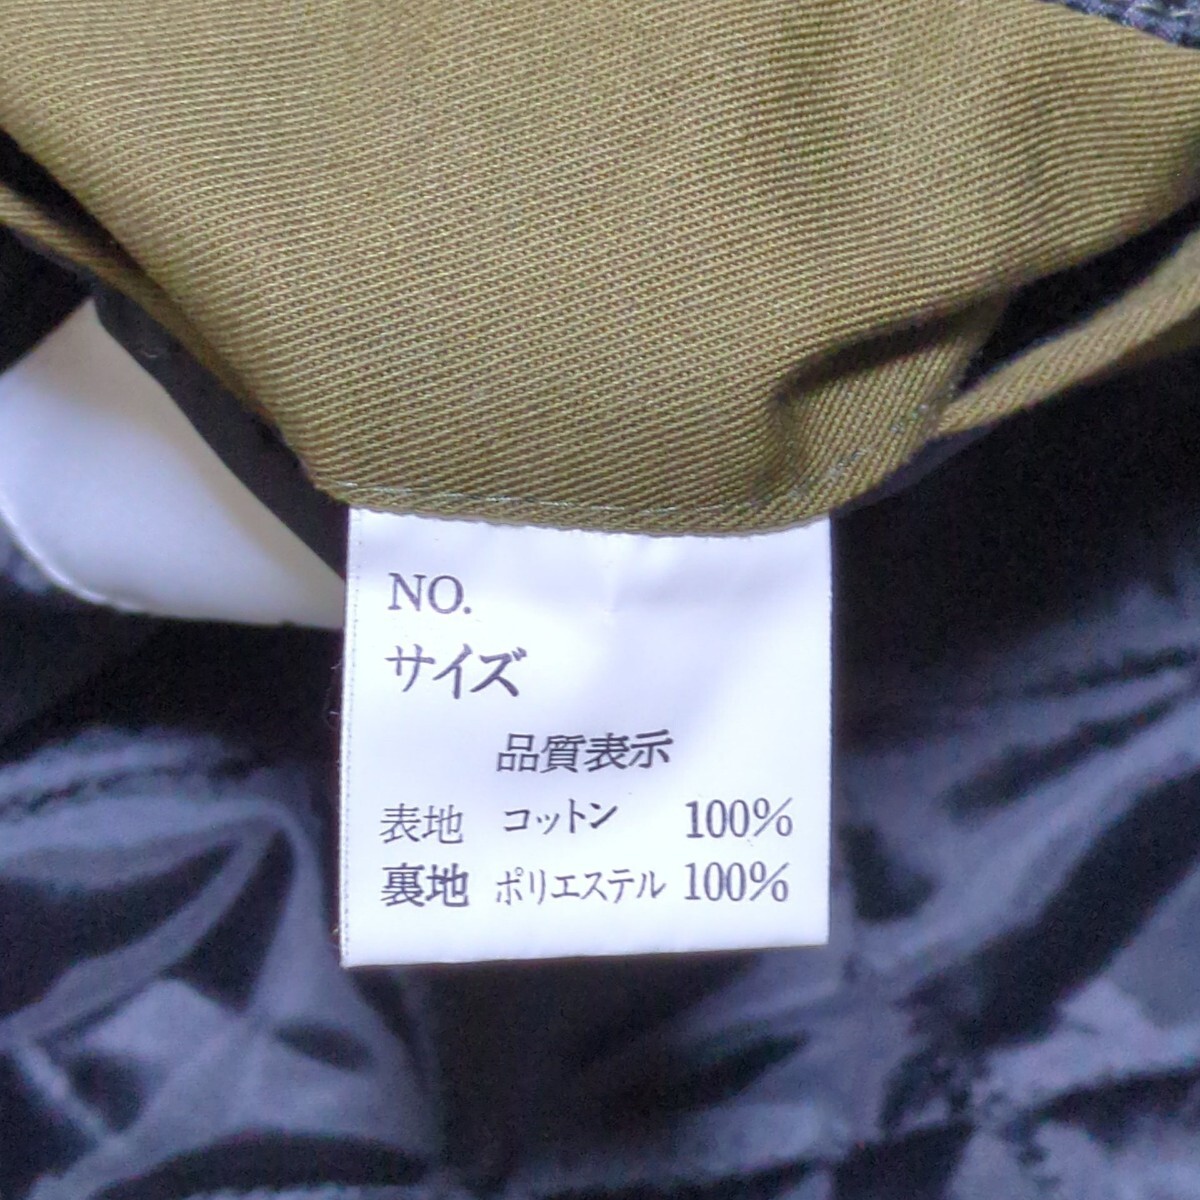 NO.
サイズ
品質表示
表地 コットン 100%
裏地 ポリエステル 100%